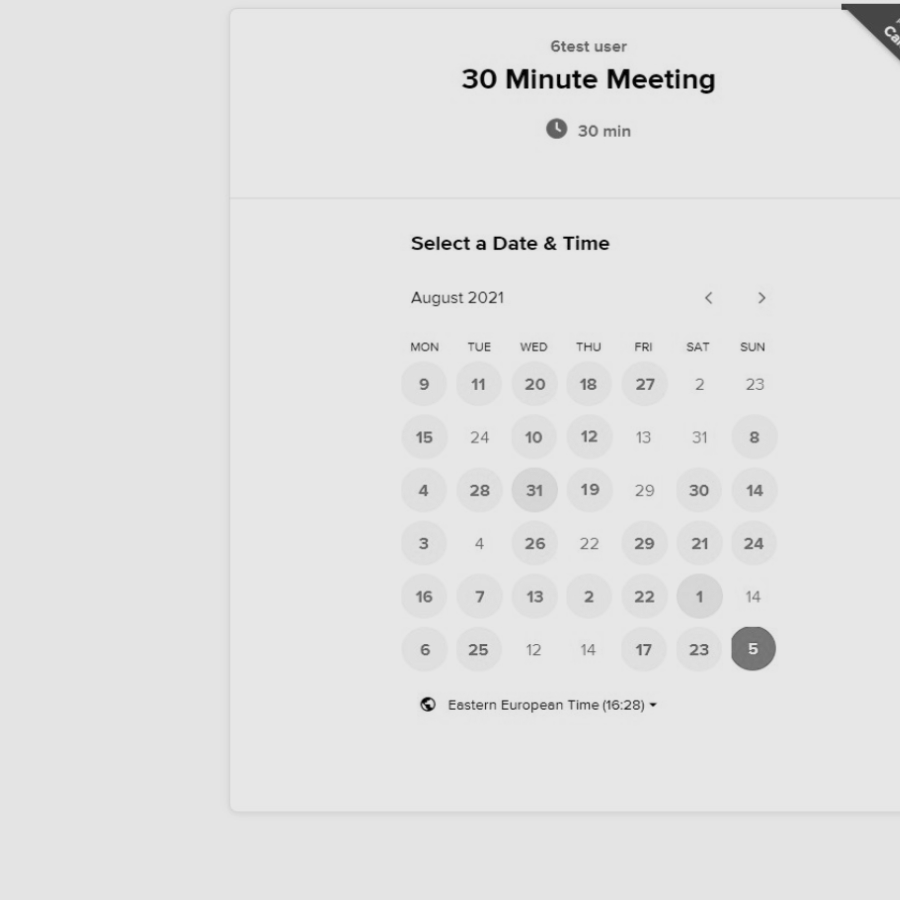 6test user
30 Minute Meeting
30 min
Select a Date & Time
August 2021
MON TUE WED THU FRI SAT SUN
9 11 20 18 27 2 23
15 24 10 12 13 31 8
4 28 31 19 29 30 14
3 4 26 22 29 21 24
16 7 13 2 22 1 14
6 25 12 14 17 23 5
Eastern European Time (16:28)